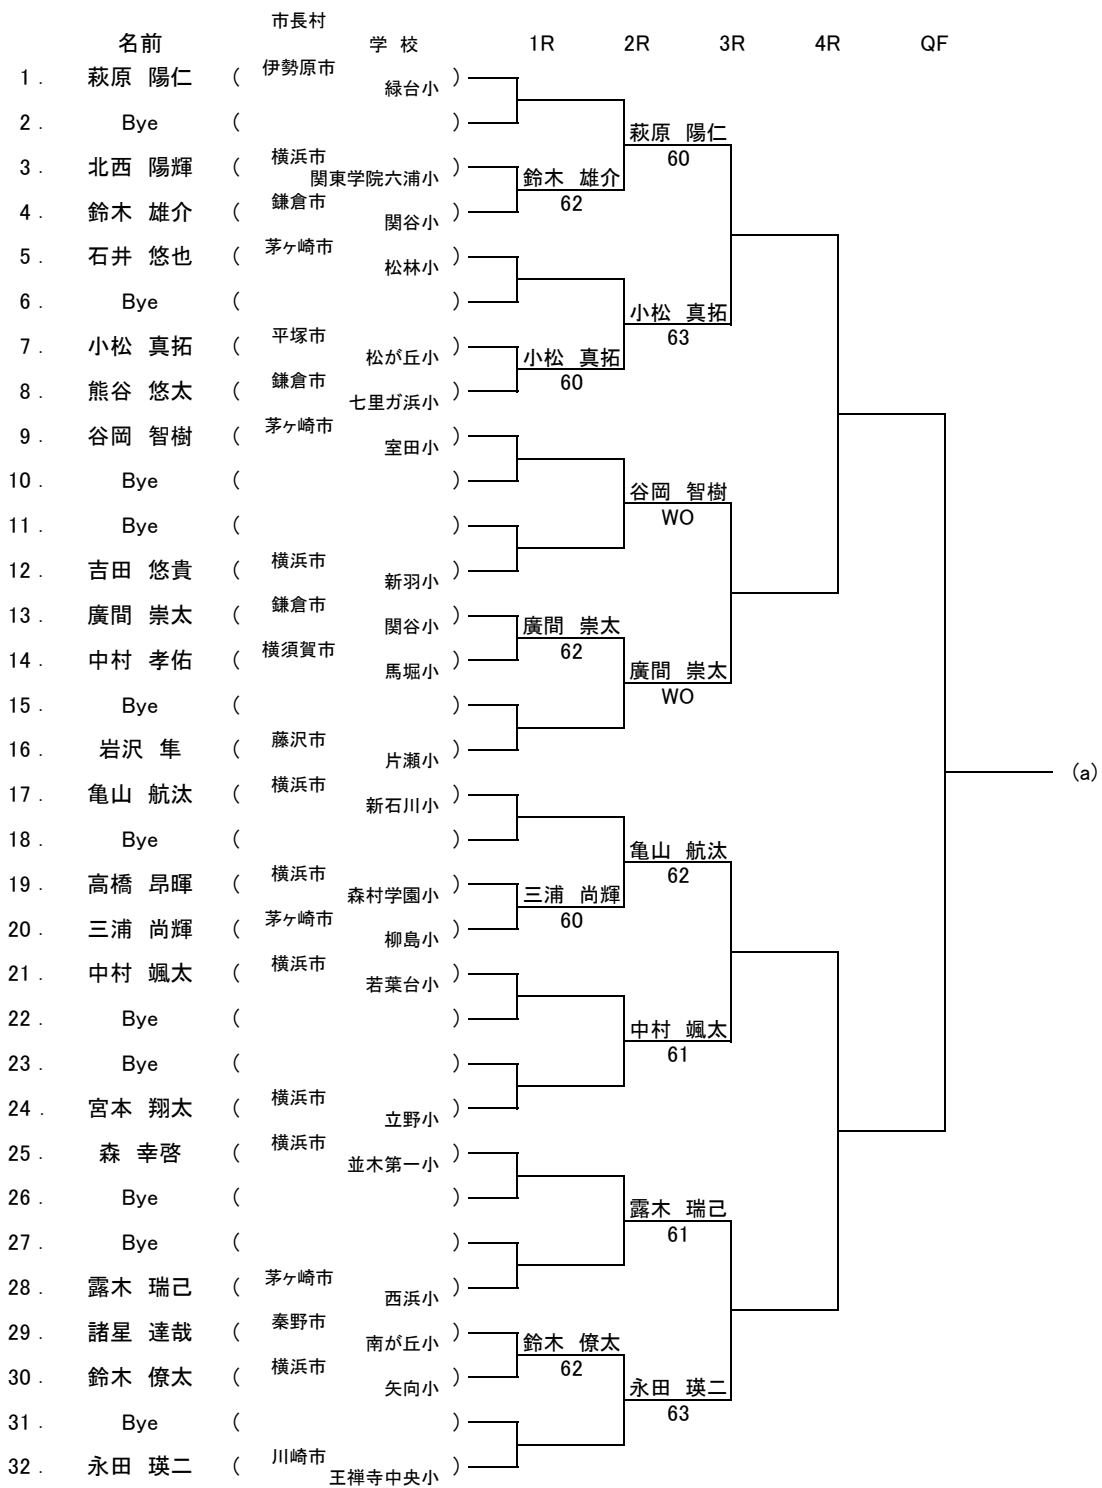 市長村
名前 学 校 1R 2R 3R 4R QF
1 . 萩原 陽仁 ( 伊勢原市 緑台小 )
2 . Bye ( )
萩原 陽仁
60
3 . 北西 陽輝 ( 横浜市 関東学院六浦小 )
鈴木 雄介
62
4 . 鈴木 雄介 ( 鎌倉市 関谷小 )
5 . 石井 悠也 ( 茅ヶ崎市 松林小 )
6 . Bye ( )
小松 真拓
63
7 . 小松 真拓 ( 平塚市 松が丘小 )
小松 真拓
60
8 . 熊谷 悠太 ( 鎌倉市 七里ガ浜小 )
9 . 谷岡 智樹 ( 茅ヶ崎市 室田小 )
10 . Bye ( )
谷岡 智樹
WO
11 . Bye ( )
12 . 吉田 悠貴 ( 横浜市 新羽小 )
13 . 廣間 崇太 ( 鎌倉市 関谷小 )
廣間 崇太
62
14 . 中村 孝佑 ( 横須賀市 馬堀小 )
廣間 崇太
WO
15 . Bye ( )
16 . 岩沢 隼 ( 藤沢市 片瀬小 )
(a)
17 . 亀山 航汰 ( 横浜市 新石川小 )
18 . Bye ( )
亀山 航汰
62
19 . 高橋 昂暉 ( 横浜市 森村学園小 )
三浦 尚輝
60
20 . 三浦 尚輝 ( 茅ヶ崎市 柳島小 )
21 . 中村 颯太 ( 横浜市 若葉台小 )
22 . Bye ( )
中村 颯太
61
23 . Bye ( )
24 . 宮本 翔太 ( 横浜市 立野小 )
25 . 森 幸啓 ( 横浜市 並木第一小 )
26 . Bye ( )
露木 瑞己
61
27 . Bye ( )
28 . 露木 瑞己 ( 茅ヶ崎市 西浜小 )
29 . 諸星 達哉 ( 秦野市 南が丘小 )
鈴木 僚太
62
30 . 鈴木 僚太 ( 横浜市 矢向小 )
永田 瑛二
63
31 . Bye ( )
32 . 永田 瑛二 ( 川崎市 王禅寺中央小 )